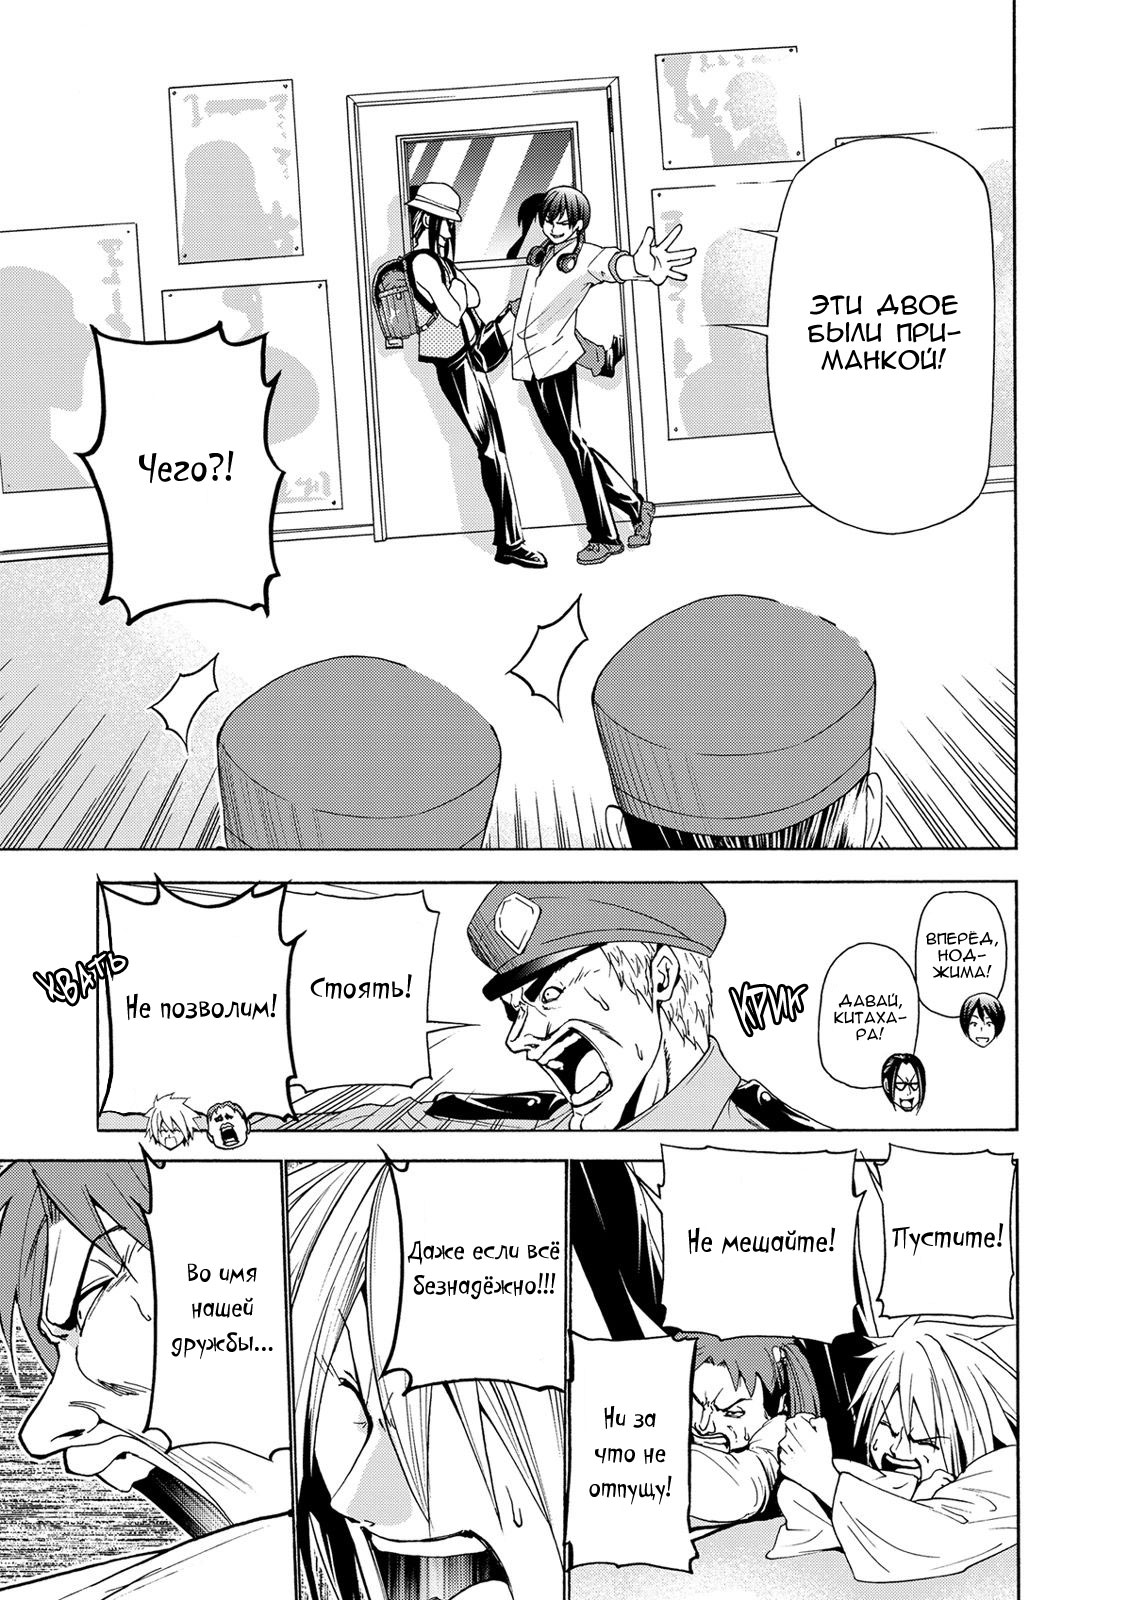 ЭТИ ДВОЕ
БЫЛИ ПРИ-
МАНКОЙ!
Чего?!
ВПЕРЁД,
НОД-
ЖИМА!
ДАВАЙ,
КИТАХА-
РА!
КРИК
Стоять!
Не позволим!
ХВАТЬ
Пустите!
Не мешайте!
Ни за
что не
отпущу!
Даже если всё
безнадёжно!!!
Во имя
нашей
дружбы...